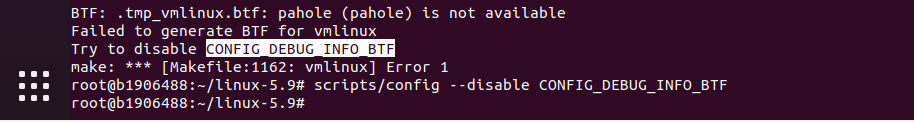 BTF: .tmp_vmlinux.btf: pahole (pahole) is not available
Failed to generate BTF for vmlinux
Try to disable CONFIG_DEBUG_INFO_BTF
make: *** [Makefile:1162: vmlinux] Error 1
root@b1906488:~/linux-5.9# scripts/config --disable CONFIG_DEBUG_INFO_BTF
root@b1906488:~/linux-5.9#